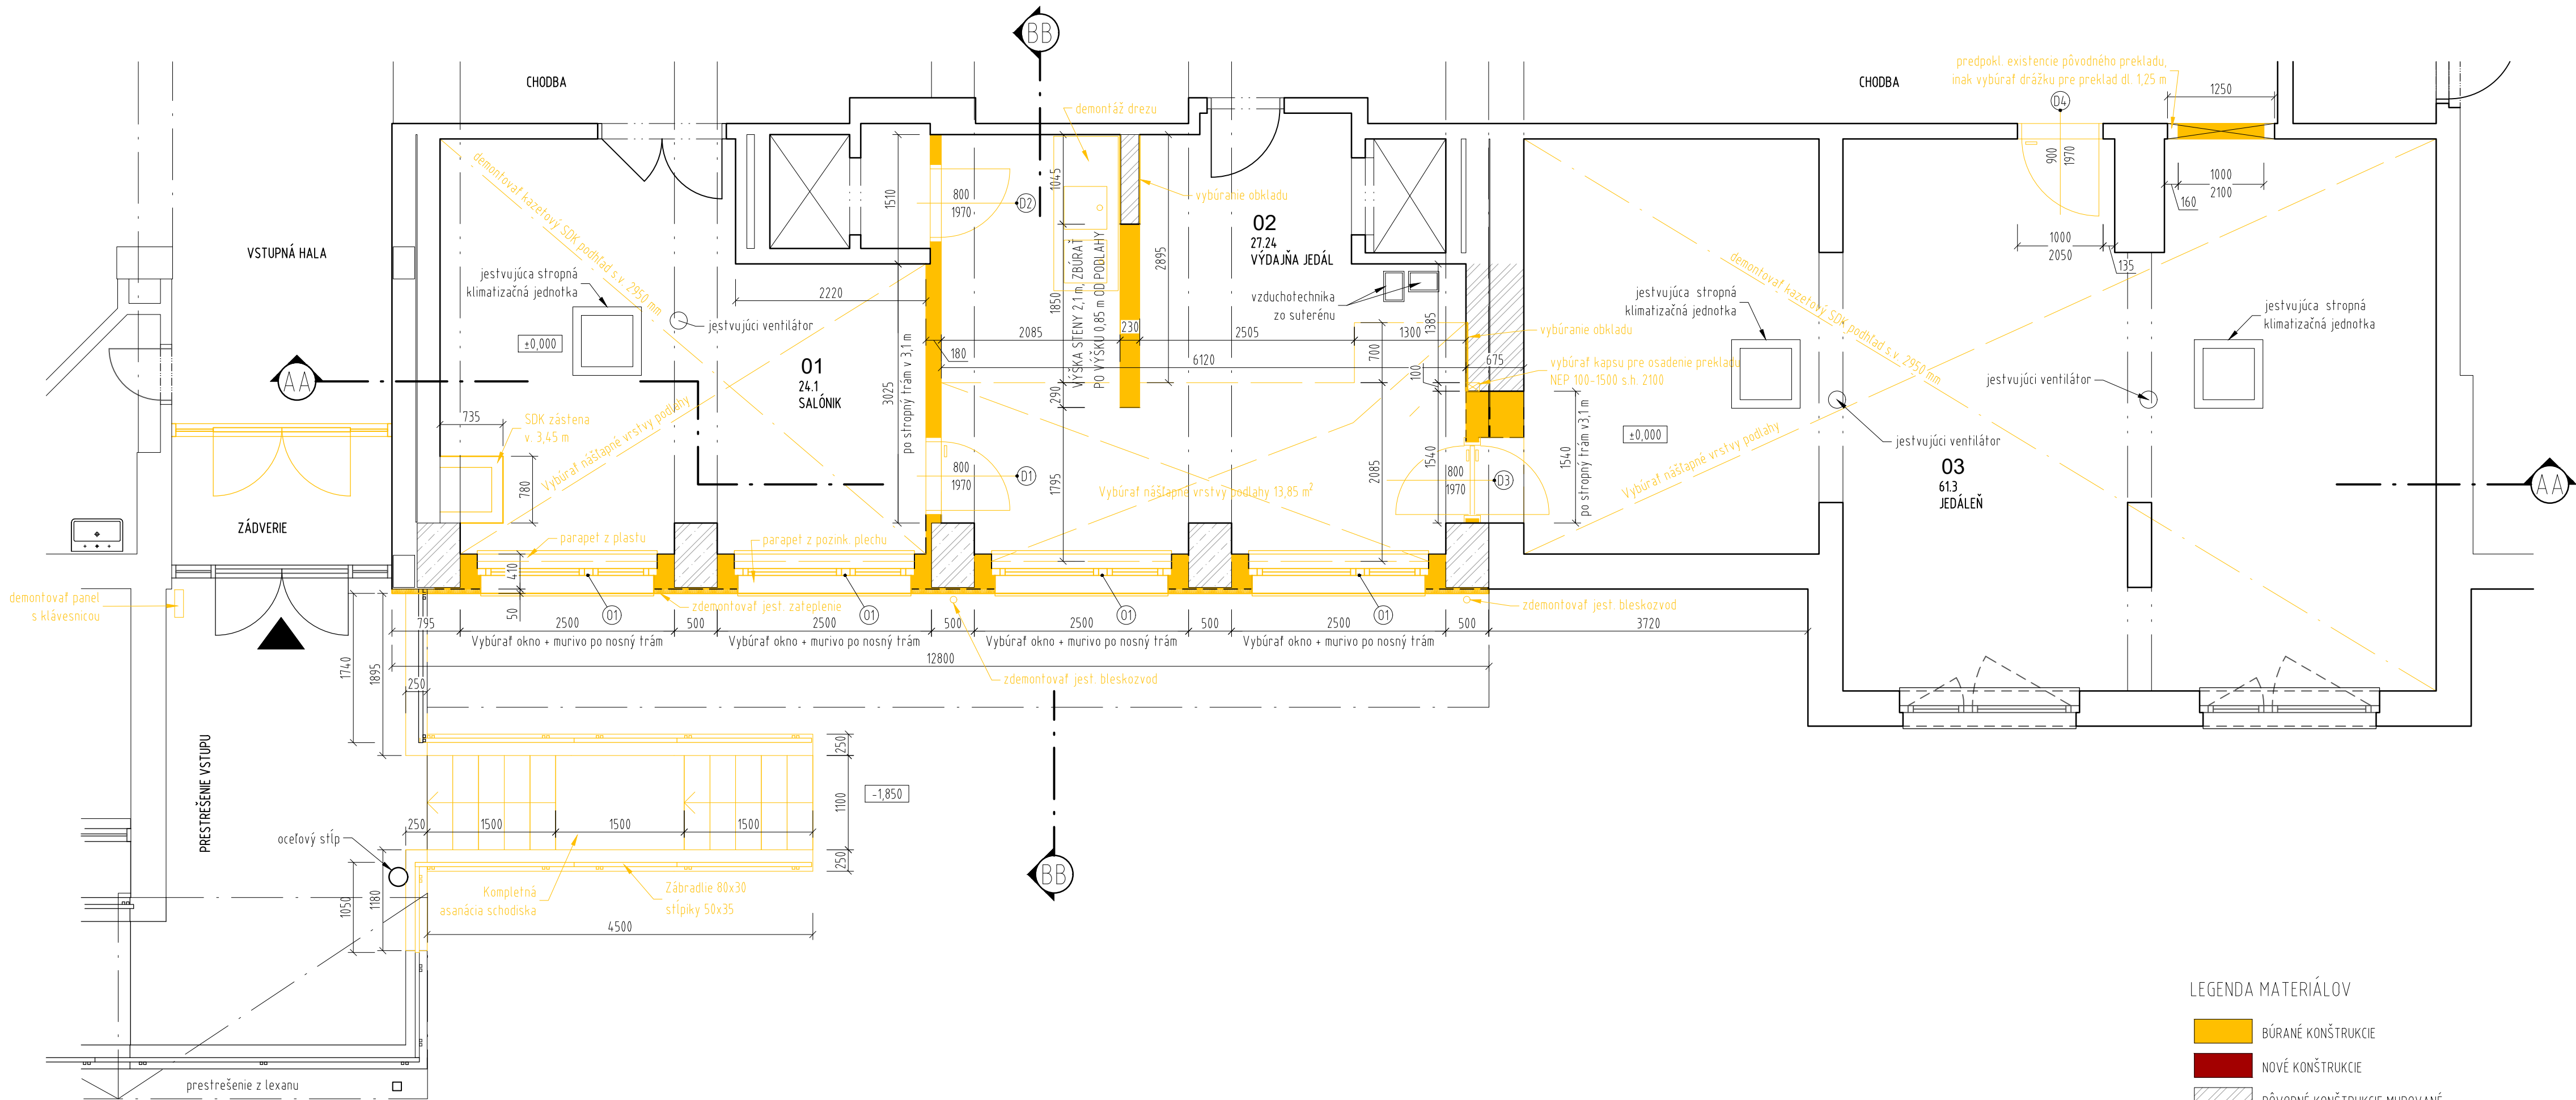 BB
CHODBA
CHODBA
predpokl. existencie pôvodného prekladu,
inak vybúrať drážku pre preklad dl. 1,25 m
1250
D4
demontáž drezu
900
1970
1000
2100
160
1000
2050
135
VSTUPNÁ HALA
demontovať kazetový SDK podhľad s.v. 2950 mm
jestvujúca stropná
klimatizačná jednotka
jestvujúci ventilátor
±0,000
01
24.1
SALÓNIK
2220
1510
800
1970
D2
1045
vybúranie obkladu
02
27.24
VÝDAJŇA JEDÁL
2895
1850
VÝSKA STENY 2,1 m, ZBÚRAŤ
PO VÝŠKU 0,85 m OD PODLAHY
vzduchotechnika
zo suterénu
1385
2085
230
2505
1300
180
6120
700
675
100
290
3025
po stropný trám v 3,1 m
vybúranie obkladu
vybúrať kapsu pre osadenie prekladu
NEP 100-1500 s.h. 2100
jestvujúca stropná
klimatizačná jednotka
demontovať kazetový SDK podhľad s.v. 2950 mm
jestvujúca stropná
klimatizačná jednotka
jestvujúci ventilátor
jestvujúci ventilátor
±0,000
03
61.3
JEDÁLEŇ
Vybúrať nášľapné vrstvy podlahy
AA
AA
735
SDK zástena
v. 3,45 m
780
Vybúrať nášľapné vrstvy podlahy
800
1970
D1
1795
Vybúrať nášľapné vrstvy podlahy 13,85 m²
2085
1540
800
1970
D3
1540
po stropný trám v3,1 m
ZÁDVERIE
parapet z plastu
parapet z pozink. plechu
410
50
01
01
01
01
demontovať panel
s klávesnicou
zdemontovať jest. zateplenie
zdemontovať jest. bleskozvod
795
2500
500
2500
500
2500
500
2500
500
3720
Vybúrať okno + murivo po nosný trám
Vybúrať okno + murivo po nosný trám
Vybúrať okno + murivo po nosný trám
Vybúrať okno + murivo po nosný trám
12800
zdemontovať jest. bleskozvod
1740
1895
250
PRESTREŠENIE VSTUPU
250
1100
250
-1,850
250
1500
1500
1500
oceľový stĺp
1050
1180
Kompletná
asanácia schodiska
Zábradlie 80x30
stĺpiky 50x35
4500
BB
prestrešenie z lexanu
LEGENDA MATERIÁLOV
BÚRANÉ KONŠTRUKCIE
NOVÉ KONŠTRUKCIE
PÔVODNÉ KONŠTRUKCIE MUROVANÉ